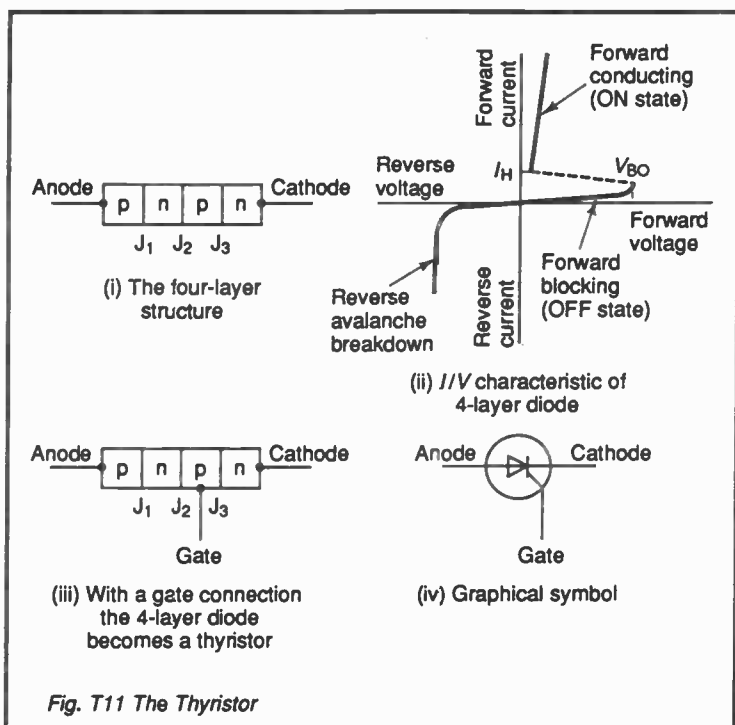 Anode
Cathode
p n p n
J1 J2 J3
(i) The four-layer
structure
Forward
current
Forward
conducting
(ON state)
Reverse
voltage
IH
VBO
Forward
voltage
Reverse
avalanche
breakdown
Reverse
current
Forward
blocking
(OFF state)
(ii) I/V characteristic of
4-layer diode
Anode
Cathode
p n p n
J1 J2 J3
Gate
(iii) With a gate connection
the 4-layer diode
becomes a thyristor
Anode
Cathode
Gate
(iv) Graphical symbol
Fig. T11 The Thyristor